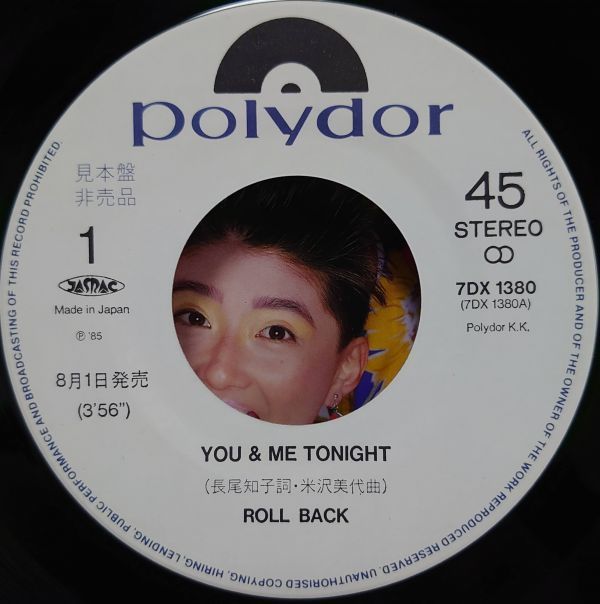 polydor
見本盤
非売品
1
JASRAC
Made in Japan
Ⓟ '85
8月1日発売
(3'56")
45
STEREO
7DX 1380
(7DX 1380A)
Polydor K.K.
YOU & ME TONIGHT
(長尾知子詞・米沢美代曲)
ROLL BACK
ALL RIGHTS OF THE PRODUCER AND OF THE OWNER OF THE WORK REPRODUCED RESERVED. UNAUTHORISED COPYING, HIRING, LENDING, PUBLIC PERFORMANCE AND BROADCASTING OF THIS RECORD PROHIBITED.